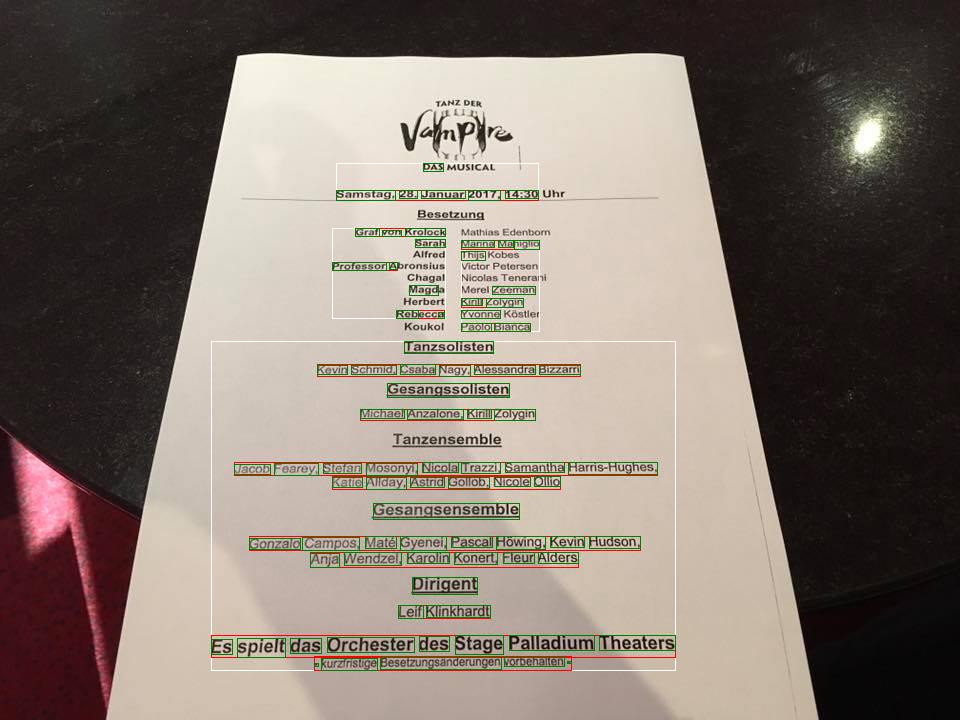 TANZ DER
Vampire
DAS MUSICAL
Samstag, 28. Januar 2017, 14:30 Uhr
Besetzung
Graf von Krolock Mathias Edenborn
Sarah Marina Maniglio
Alfred Thijs Kobes
Professor Abronsius Victor Petersen
Chagal Nicolas Tenerani
Magda Merel Zeeman
Herbert Kirill Zolygin
Rebecca Yvonne Köstler
Koukol Paolo Bianca
Tanzsolisten
Kevin Schmid, Csaba Nagy, Alessandra Bizzarri
Gesangssolisten
Michael Anzalone, Kirill Zolygin
Tanzensemble
Jacob Fearey, Stefan Mosonyi, Nicola Trazzi, Samantha Harris-Hughes,
Katie Allday, Astrid Gollob, Nicole Ollio
Gesangsensemble
Gonzalo Campos, Maté Gyenei, Pascal Höwing, Kevin Hudson,
Anja Wendzel, Karolin Konert, Fleur Alders
Dirigent
Leif Klinkhardt
Es spielt das Orchester des Stage Palladium Theaters
- kurzfristige Besetzungsänderungen vorbehalten -